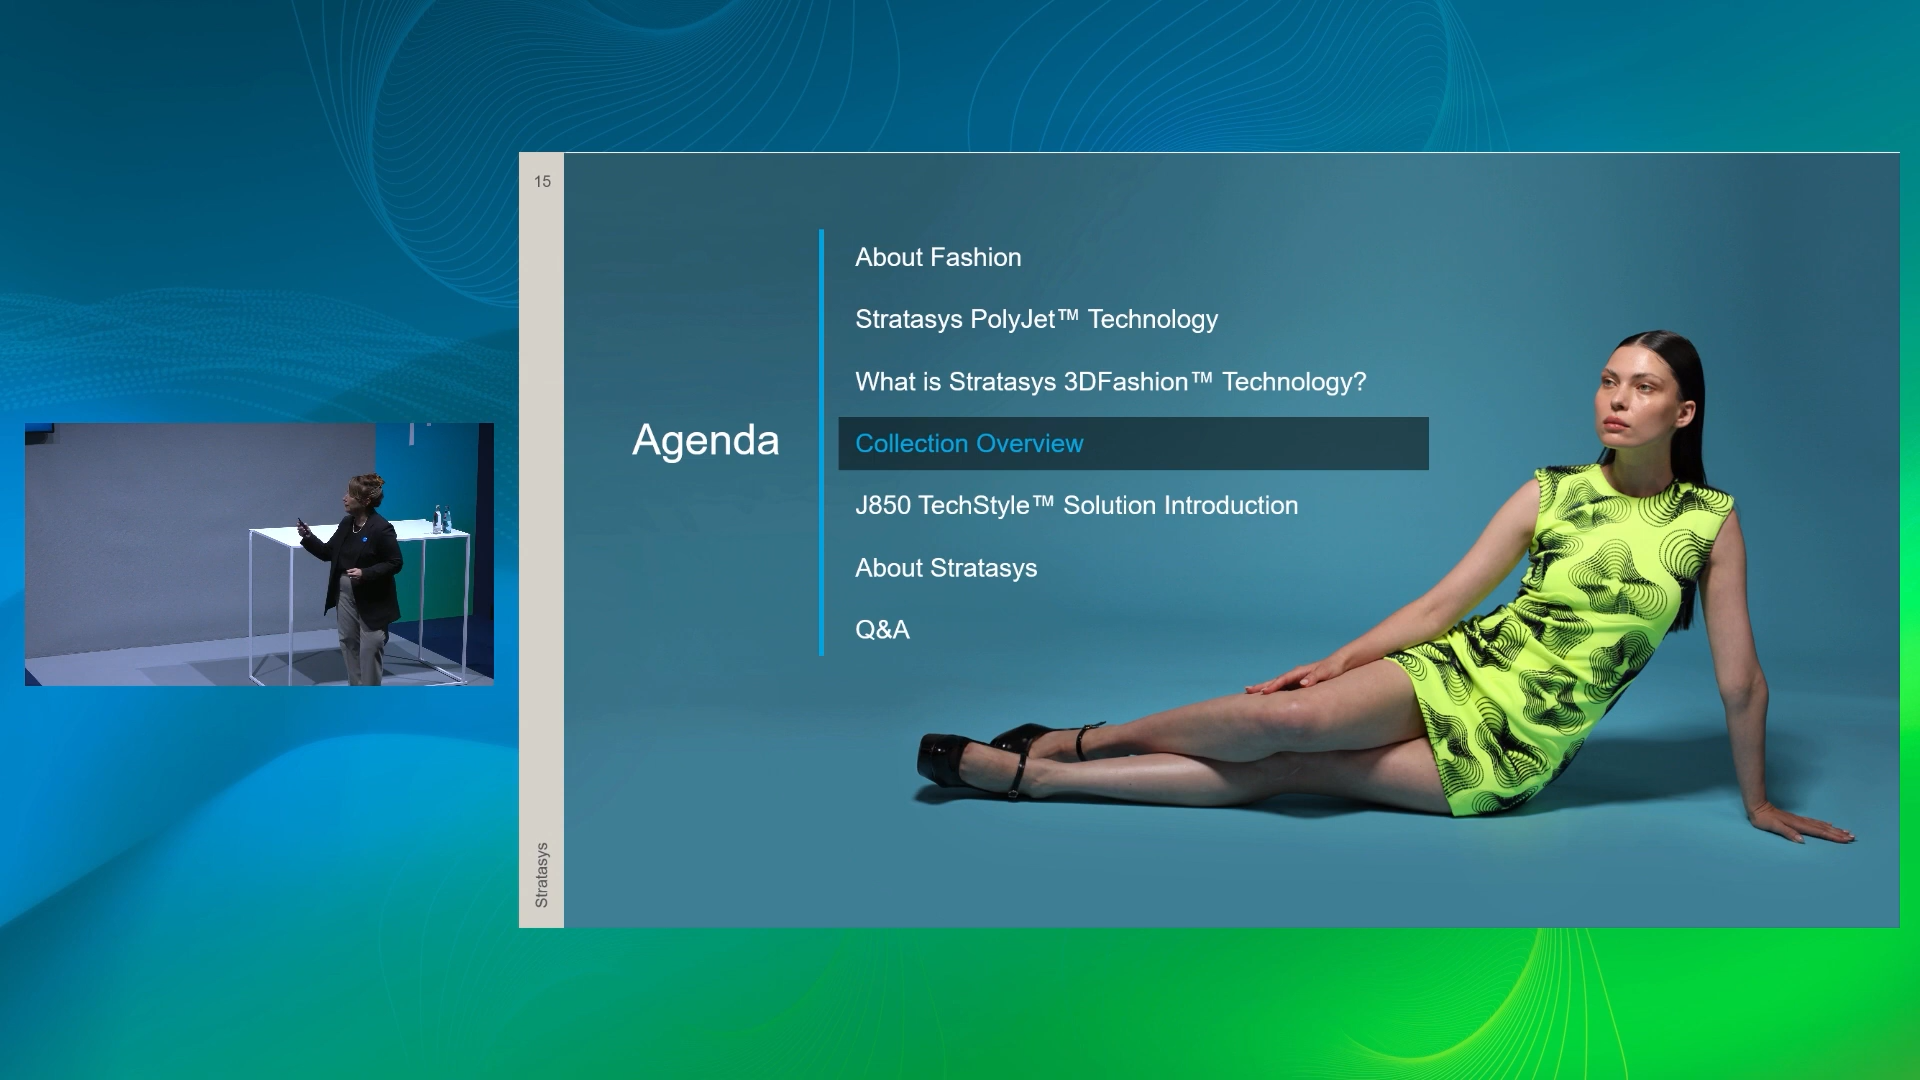 15
Agenda
About Fashion
Stratasys PolyJet™ Technology
What is Stratasys 3DFashion™ Technology?
Collection Overview
J850 TechStyle™ Solution Introduction
About Stratasys
Q&A
Stratasys